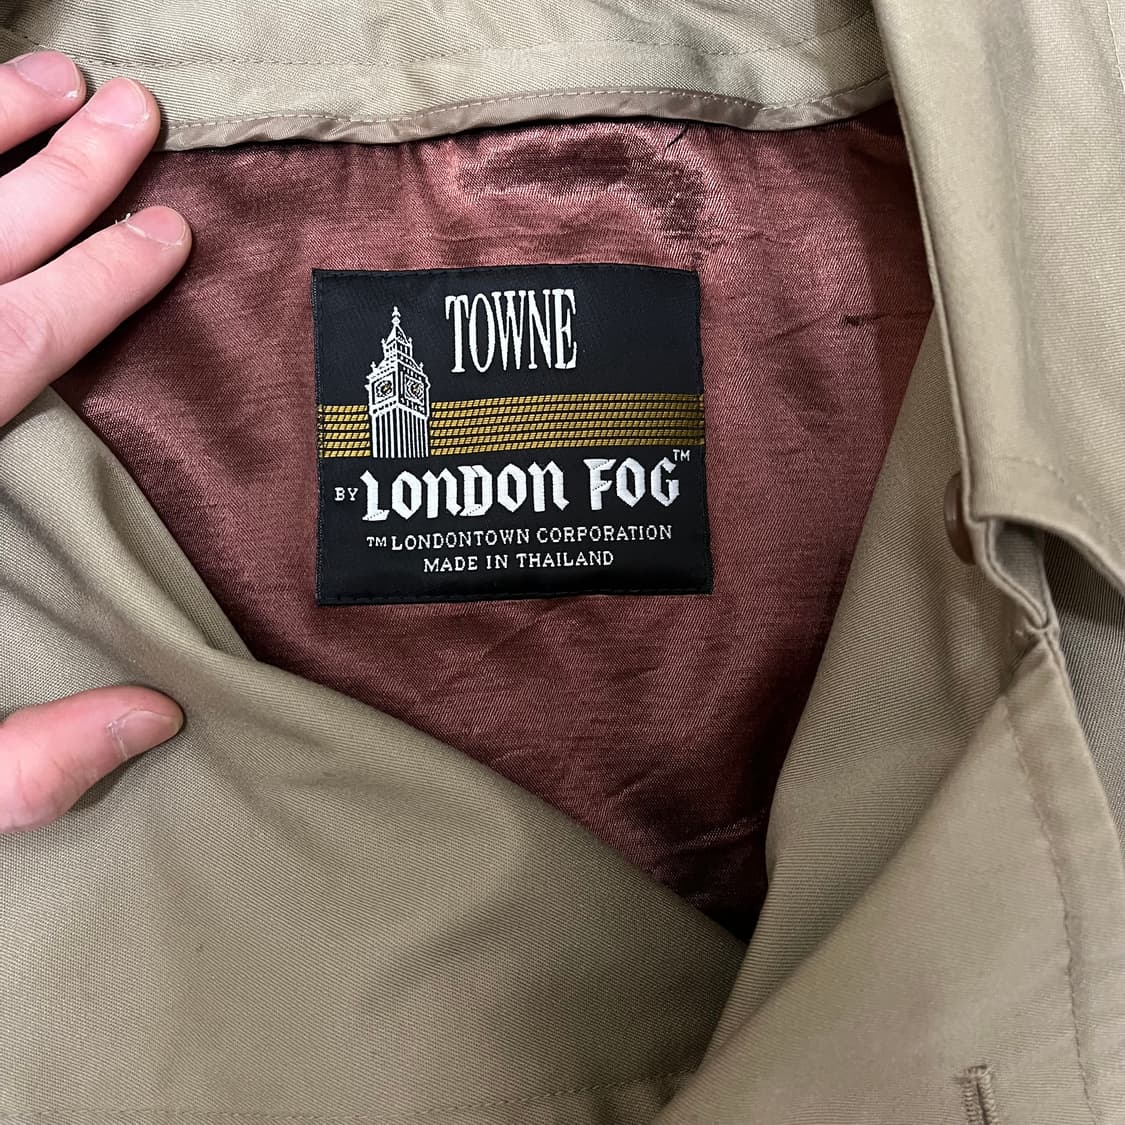 TOWNE
BY LONDON FOG™
™ LONDONTOWN CORPORATION
MADE IN THAILAND